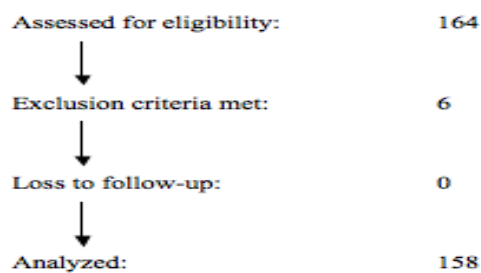 Assessed for eligibility: 164
Exclusion criteria met: 6
Loss to follow-up: 0
Analyzed: 158